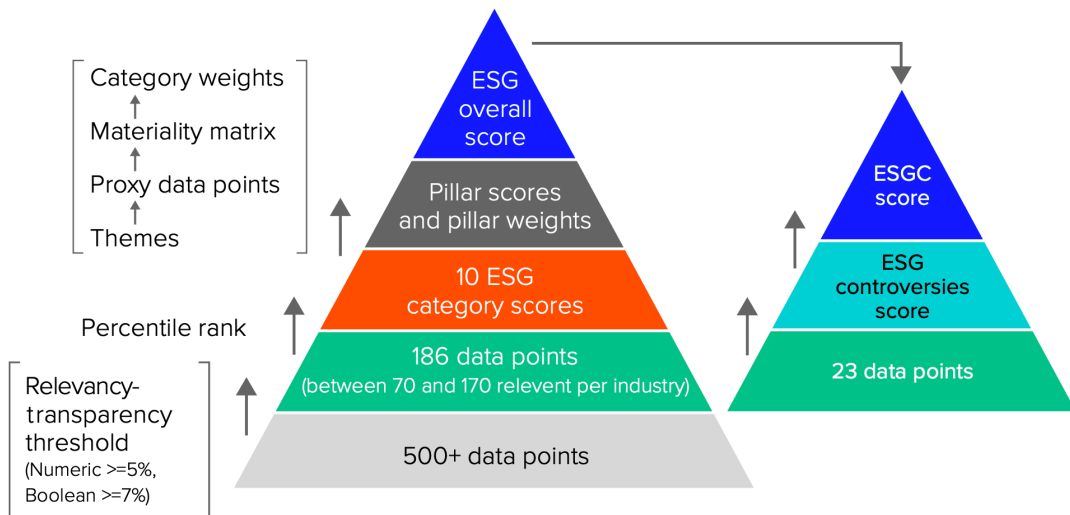 Category weights
Materiality matrix
Proxy data points
Themes
Percentile rank
Relevancy-
transparency
threshold
(Numeric >=5%,
Boolean >=7%)
ESG
overall
score
Pillar scores
and pillar weights
10 ESG
category scores
186 data points
(between 70 and 170 relevent per industry)
500+ data points
ESGC
score
ESG
controversies
score
23 data points